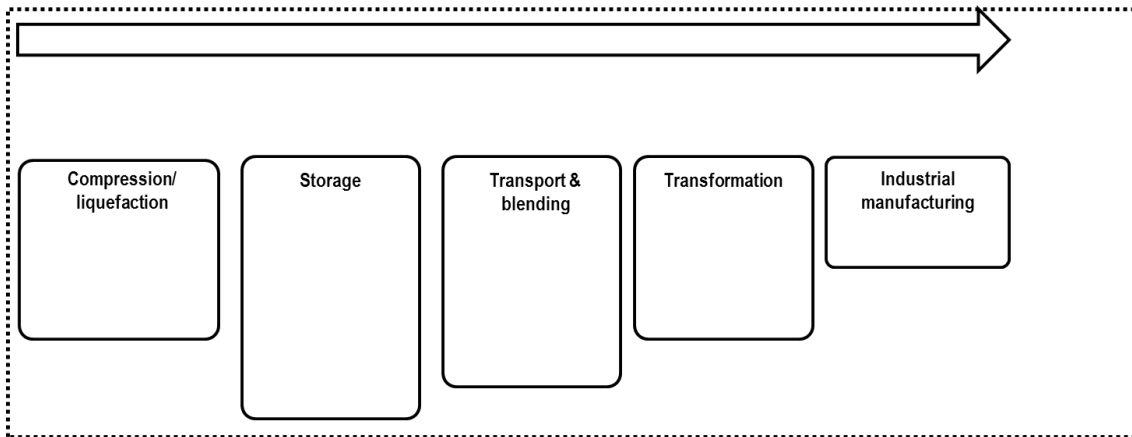 Compression/
liquefaction
Storage
Transport &
blending
Transformation
Industrial
manufacturing